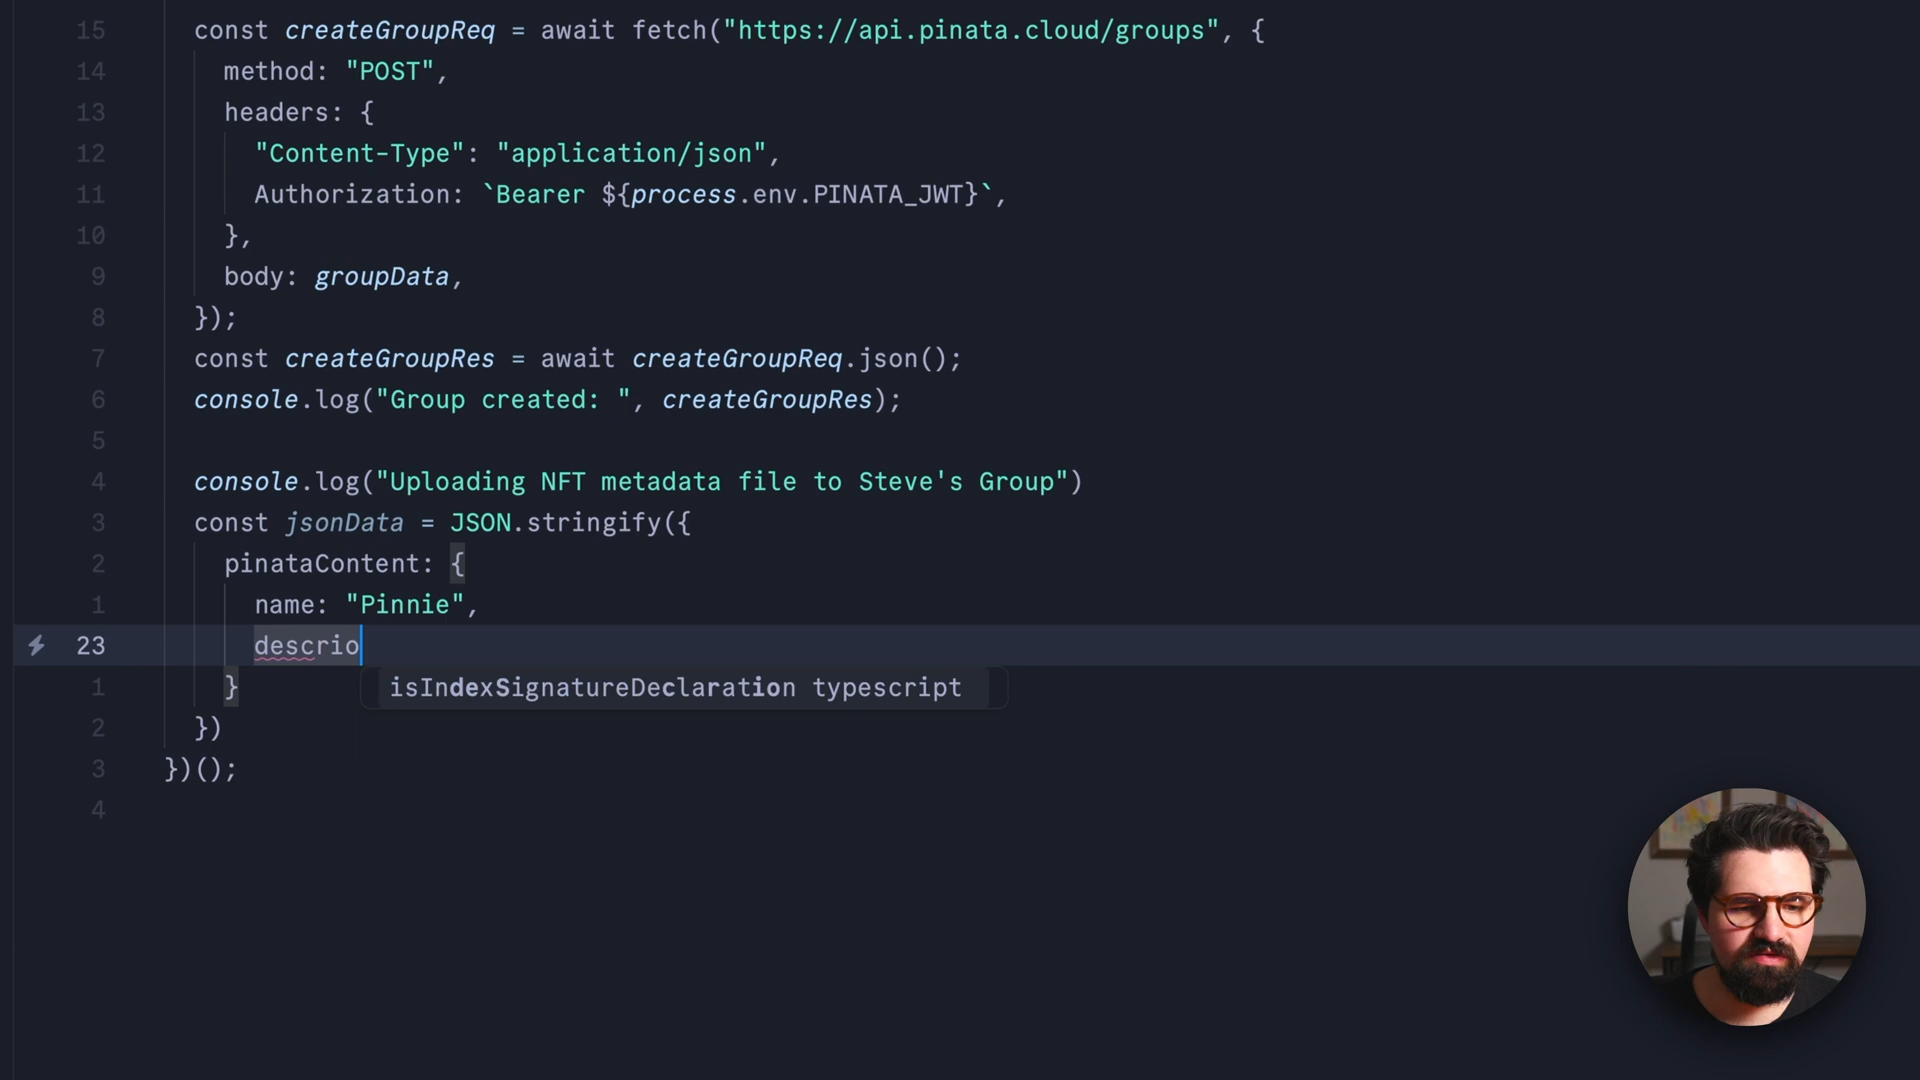 15 const createGroupReq = await fetch("https://api.pinata.cloud/groups", {
14 method: "POST",
13 headers: {
12 "Content-Type": "application/json",
11 Authorization: `Bearer ${process.env.PINATA_JWT}`,
10 },
9 body: groupData,
8 });
7 const createGroupRes = await createGroupReq.json();
6 console.log("Group created: ", createGroupRes);
5
4 console.log("Uploading NFT metadata file to Steve's Group")
3 const jsonData = JSON.stringify({
2 pinataContent: {
1 name: "Pinnie",
23 descrio
1 }
isIndexSignatureDeclaration typescript
2 })
3 })();
4